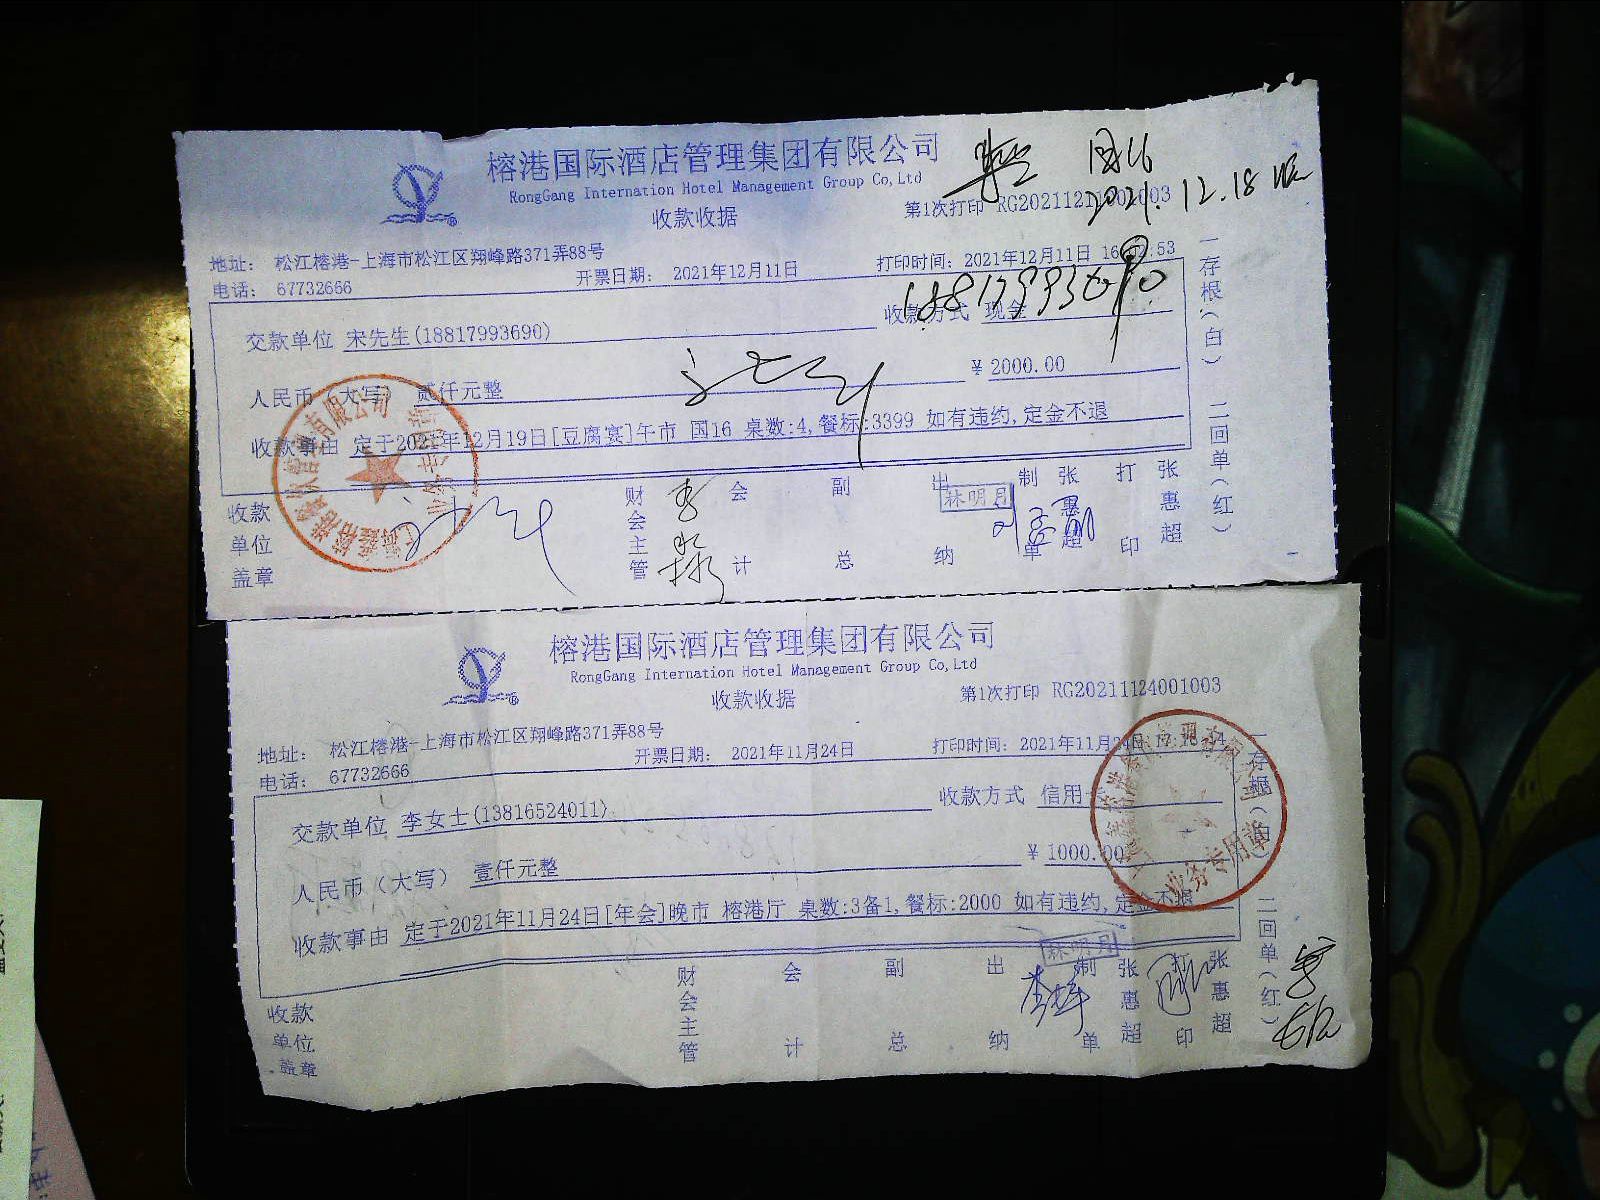 榕港国际酒店管理集团有限公司
RongGang Internation Hotel Management Group Co,Ltd
收款收据
第1次打印
2021.12.18
地址： 松江榕港-上海市松江区翔峰路371弄88号
电话： 67732666
开票日期： 2021年12月11日
打印时间： 2021年12月11日
18817993690
交款单位 宋先生(18817993690)
收款方式 现金
人民币（大写） 贰仟元整
￥2000.00
收款事由 定于2021年12月19日[豆腐宴]午市 国16 桌数:4,餐标:3399 如有违约,定金不退
收款单位盖章
财会主管
会计
副总
出纳
林明月
制单
张惠超
打印
张惠超
一存根（白）
二回单（红）
榕港国际酒店管理集团有限公司
RongGang Internation Hotel Management Group Co,Ltd
收款收据
第1次打印 RG20211124001003
地址： 松江榕港-上海市松江区翔峰路371弄88号
电话： 67732666
开票日期： 2021年11月24日
打印时间： 2021年11月24日
交款单位 李女士(13816524011)
收款方式 信用
人民币（大写） 壹仟元整
￥1000.00
收款事由 定于2021年11月24日[年会]晚市 榕港厅 桌数:3备1,餐标:2000 如有违约,定金不退
业务专用章
收款单位盖章
财会主管
会计
副总
出纳
林明月
制单
张惠超
打印
张惠超
一存根（白）
二回单（红）